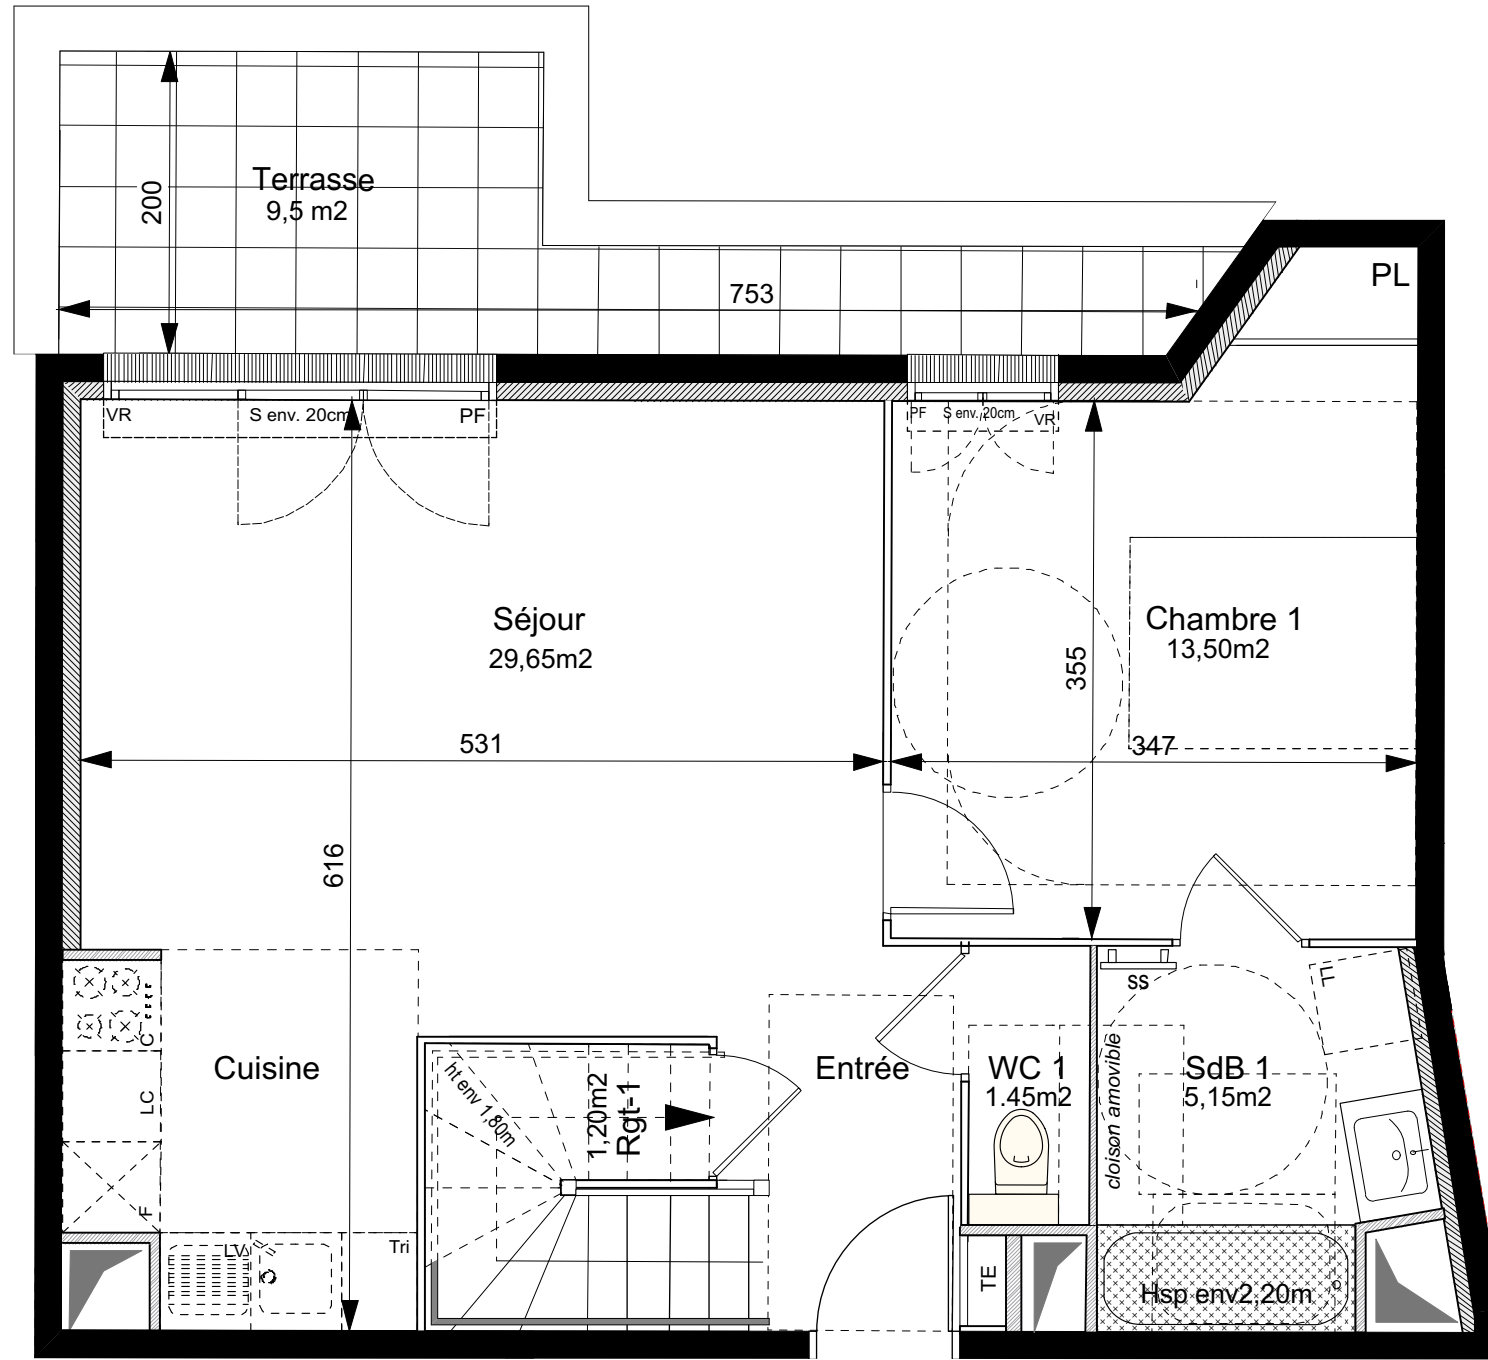 Terrasse
9,5 m2
200
753
PL
VR
S env. 20cm
PF
PF
S env. 20cm
VR
Séjour
29,65m2
Chambre 1
13,50m2
355
531
347
616
SS
LL
Cuisine
C
LC
F
LV
Tri
ht env 1,80m
1,20m2
Rgt-1
Entrée
WC 1
1.45m2
cloison amovible
SdB 1
5,15m2
TE
Hsp env2,20m